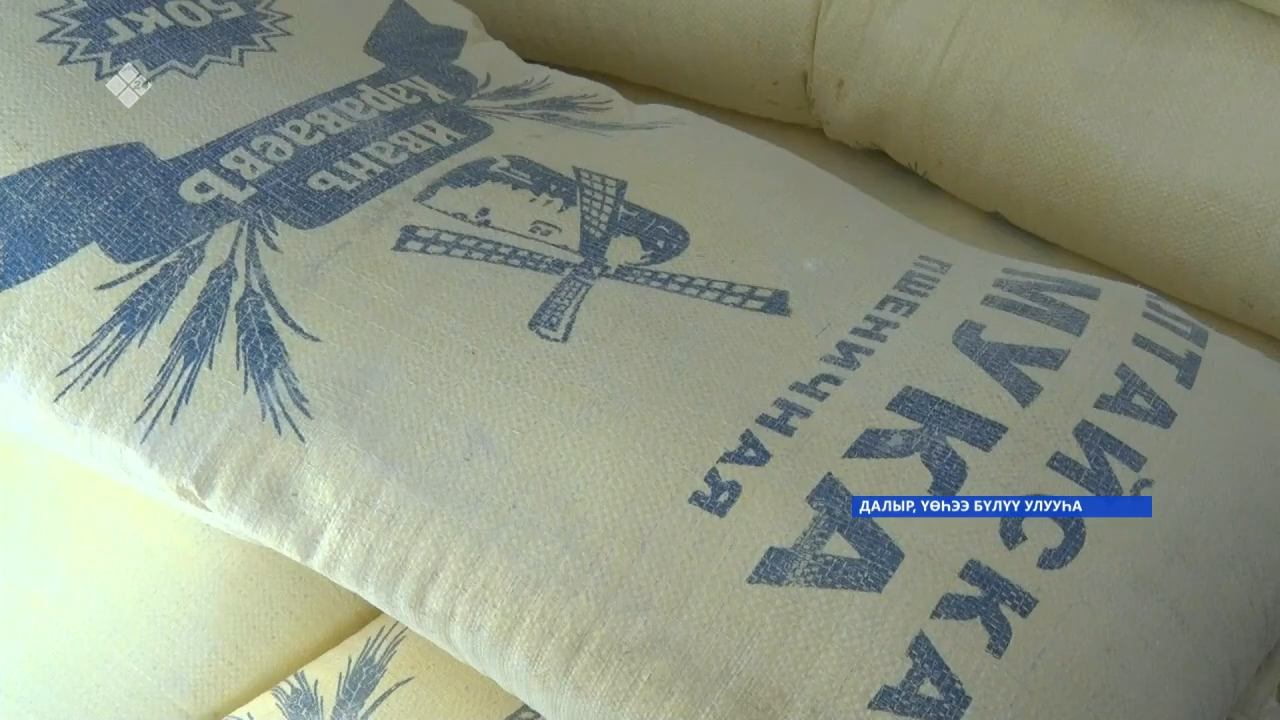 50кг
Иванъ
Караваевъ
АЛТАЙСКА
МУКА
ПШЕНИЧНАЯ
ДАЛЫР, ҮӨҺЭЭ БҮЛҮҮ УЛУУҺА